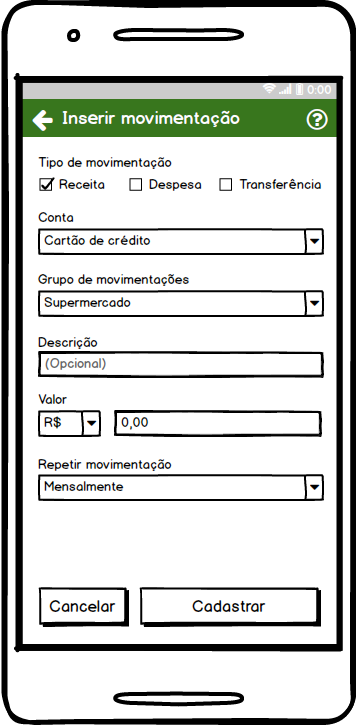 0:00
Inserir movimentação
Tipo de movimentação
Receita Despesa Transferência
Conta
Cartão de crédito
Grupo de movimentações
Supermercado
Descrição
(Opcional)
Valor
R$ 0,00
Repetir movimentação
Mensalmente
Cancelar Cadastrar